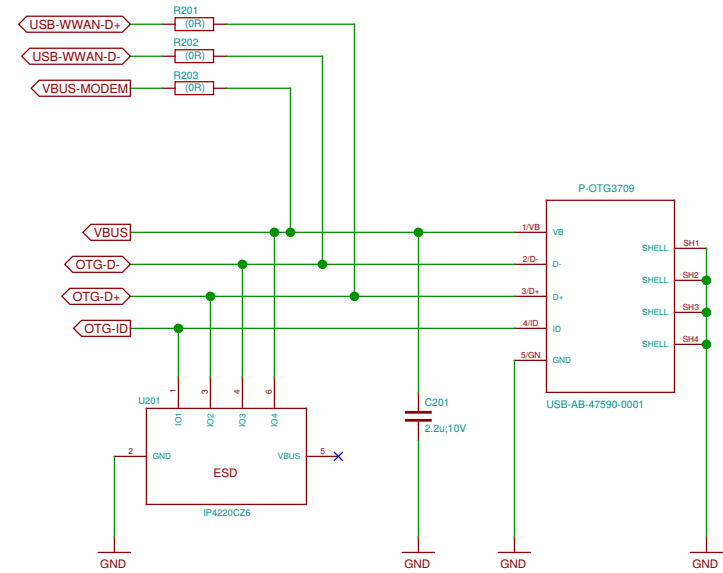 R201
USB-WWAN-D+ (0R)
R202
USB-WWAN-D- (0R)
R203
VBUS-MODEM (0R)
P-OTG3709
VBUS 1/VB VB
SHELL SH1
OTG-D- 2/D- D-
SHELL SH2
OTG-D+ 3/D+ D+
SHELL SH3
OTG-ID 4/ID ID
SHELL SH4
5/GN GND
1 3 4 6
U201 C201 USB-AB-47590-0001
IO1 IO2 IO3 IO4
2.2u;10V
2 GND VBUS 5
ESD
IP4220CZ6
GND GND GND GND